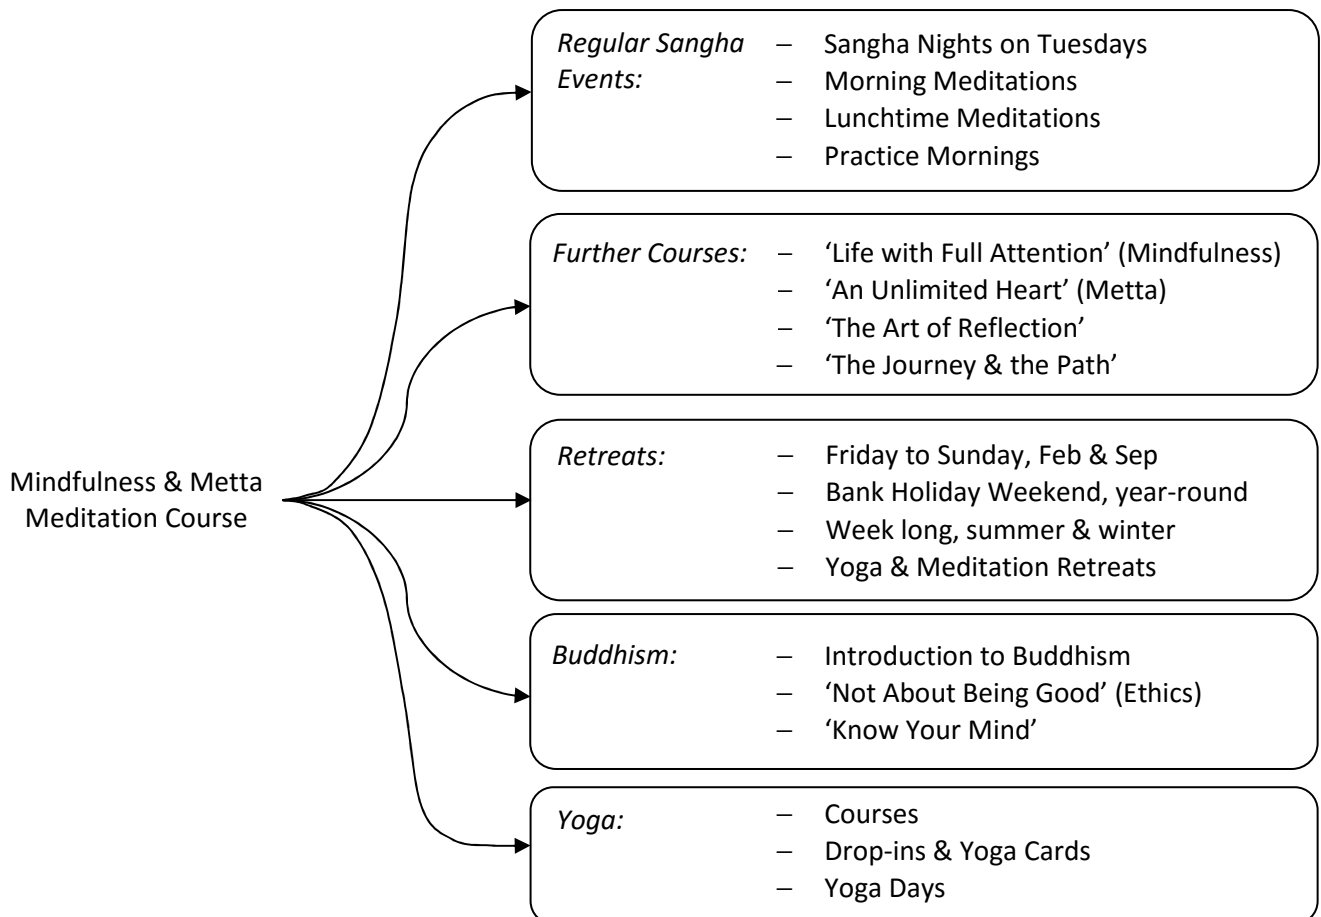 Regular Sangha – Sangha Nights on Tuesdays
Events: – Morning Meditations
– Lunchtime Meditations
– Practice Mornings
Further Courses: – ‘Life with Full Attention’ (Mindfulness)
– ‘An Unlimited Heart’ (Metta)
– ‘The Art of Reflection’
– ‘The Journey & the Path’
Mindfulness & Metta
Meditation Course
Retreats: – Friday to Sunday, Feb & Sep
– Bank Holiday Weekend, year-round
– Week long, summer & winter
– Yoga & Meditation Retreats
Buddhism: – Introduction to Buddhism
– ‘Not About Being Good’ (Ethics)
– ‘Know Your Mind’
Yoga: – Courses
– Drop-ins & Yoga Cards
– Yoga Days